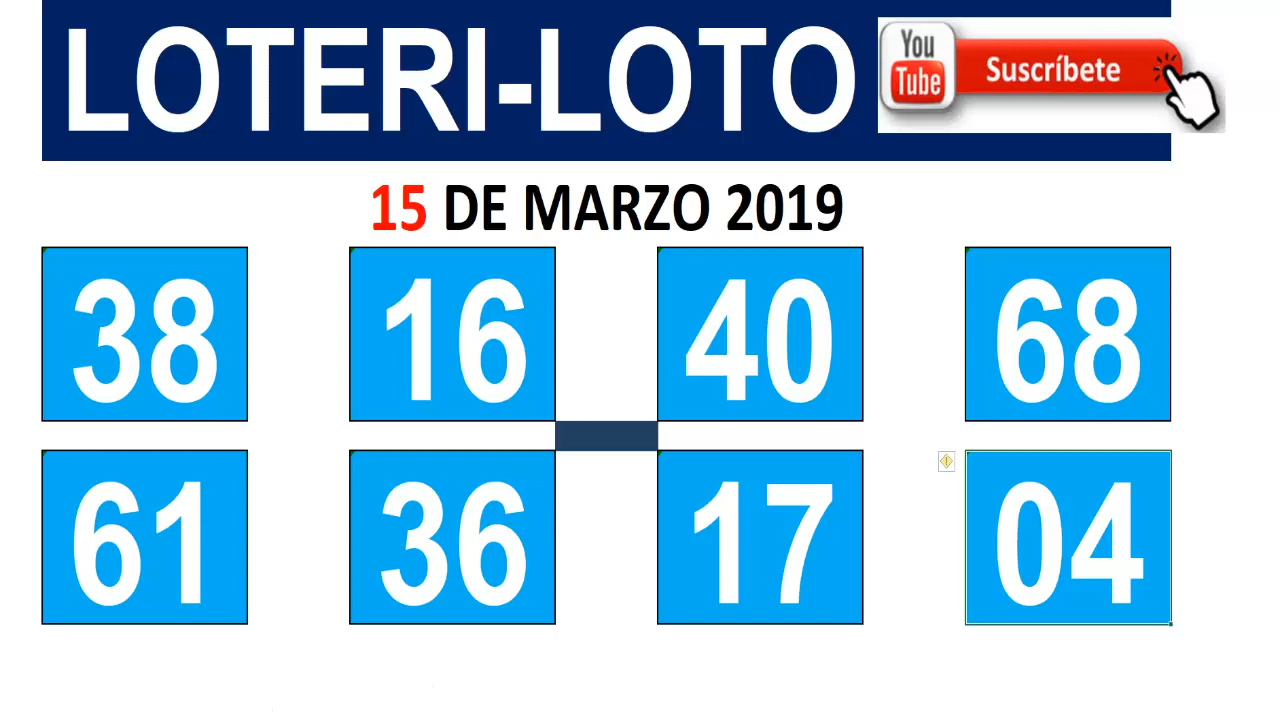 LOTERI-LOTO
You
Tube
Suscríbete
15 DE MARZO 2019
38 16 40 68
61 36 17 04